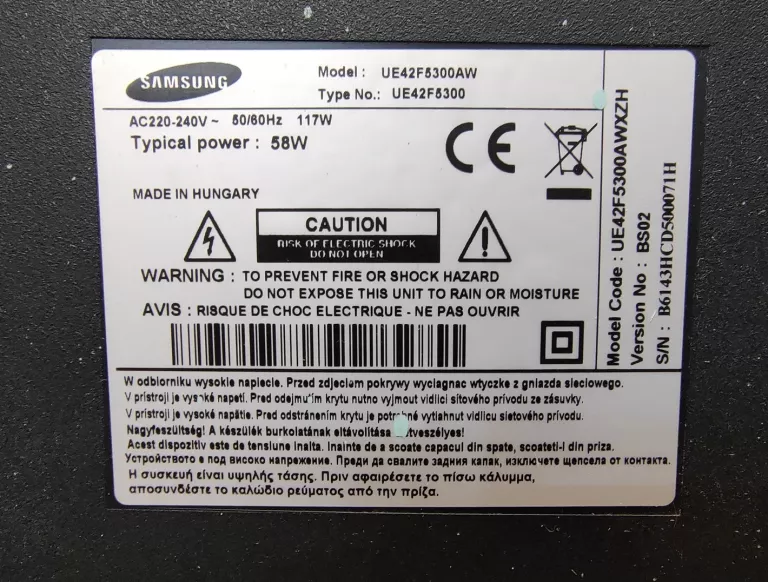 SAMSUNG
Model : UE42F5300AW
Type No.: UE42F5300
AC220-240V ~ 50/60Hz 117W
Typical power : 58W
CE
MADE IN HUNGARY
CAUTION
RISK OF ELECTRIC SHOCK
DO NOT OPEN
WARNING : TO PREVENT FIRE OR SHOCK HAZARD
DO NOT EXPOSE THIS UNIT TO RAIN OR MOISTURE
AVIS : RISQUE DE CHOC ELECTRIQUE - NE PAS OUVRIR
W odbiorniku wysokie napiecie. Przed zdjeciem pokrywy wyciagnac wtyczke z gniazda sieciowego.
V prístroji je napetí. Pred krytu nutno vyjmout vidlici sítového prívodu ze zásuvky.
V prístroji je vysoké napätie. Pred odstránením krytu je vytiahnut vidlicu sietového prívodu.
Nagyfeszültség! A készülék burkolatának eltávolítása
Acest dispozitiv este de tensiune inalta. Inainte de a scoate capacul din spate, scoateti-l din priza.
Устройството е под високо напрежение. Преди да свалите задния капак, изключете щепсела от контакта.
Η συσκευή είναι υψηλής τάσης. Πριν αφαιρέσετε το πίσω κάλυμμα,
αποσυνδέστε το καλώδιο ρεύματος από την πρίζα.
Model Code : UE42F5300AWXZH
Version No : BS02
S/N : B6143HCD500071H